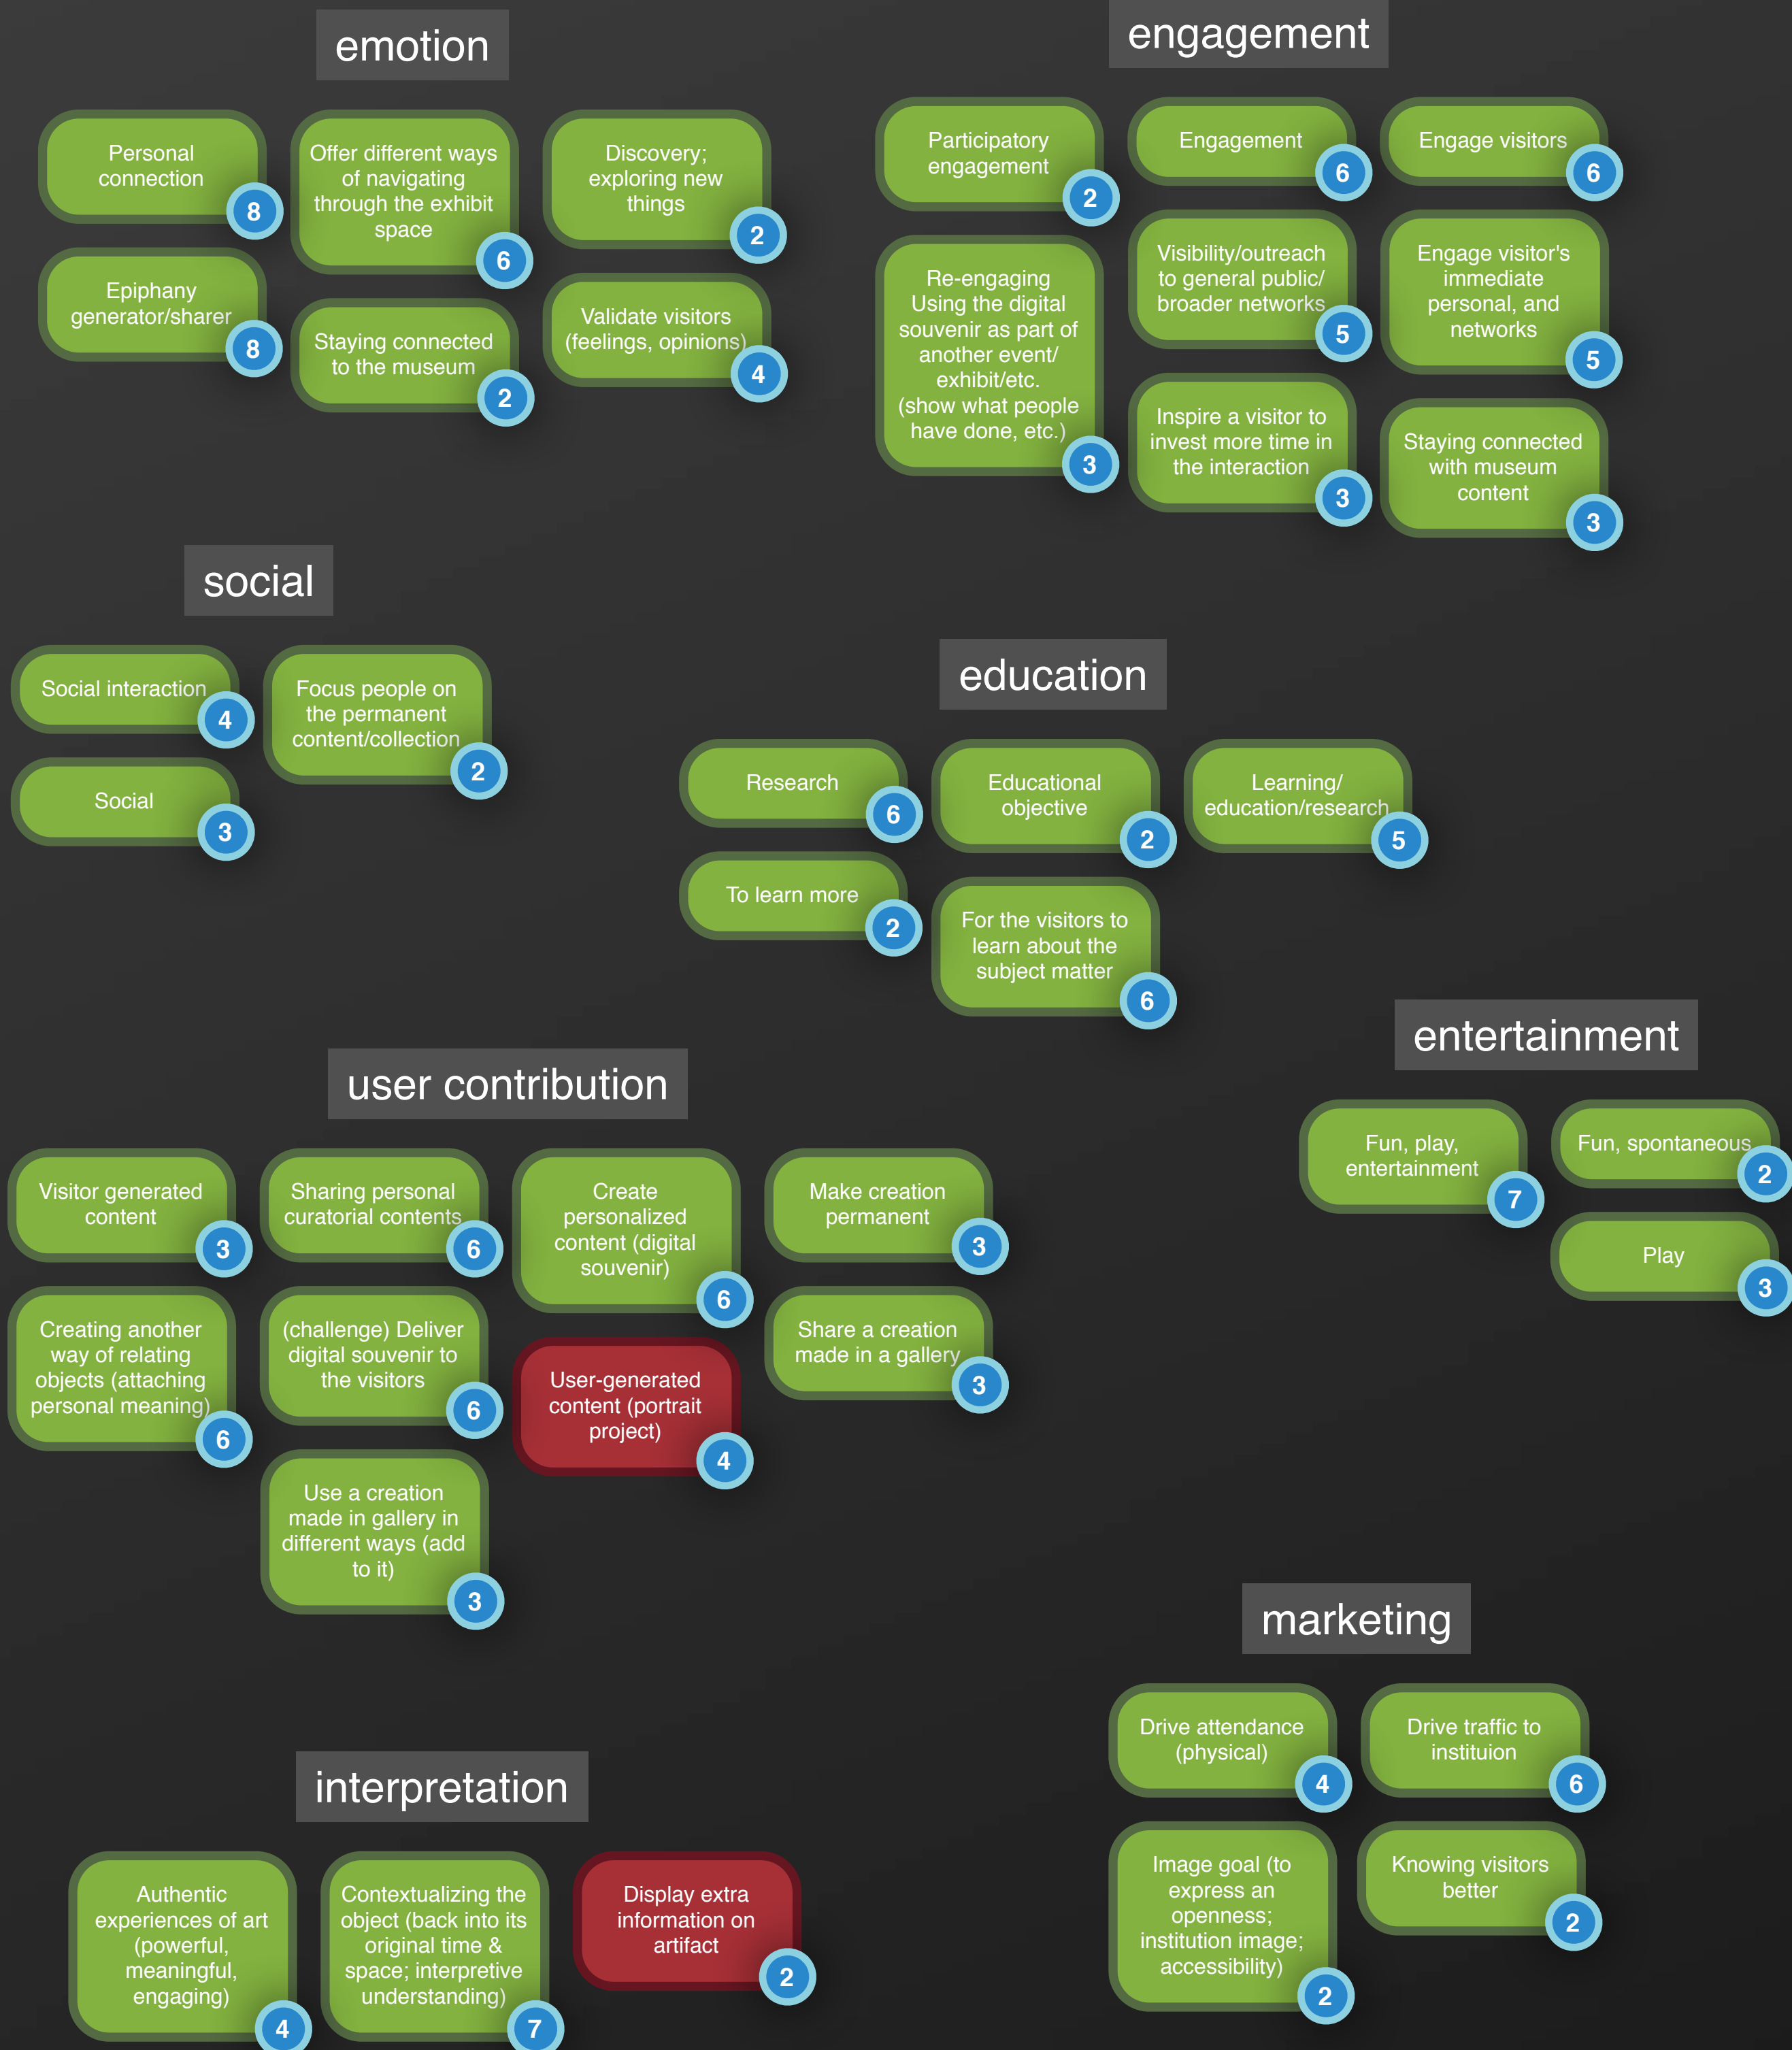 emotion
Personal
connection
8
Offer different ways
of navigating
through the exhibit
space
6
Discovery;
exploring new
things
2
Epiphany
generator/sharer
8
Staying connected
to the museum
2
Validate visitors
(feelings, opinions)
4
engagement
Participatory
engagement
2
Engagement
6
Engage visitors
6
Re-engaging
Using the digital
souvenir as part of
another event/
exhibit/etc.
(show what people
have done, etc.)
3
Visibility/outreach
to general public/
broader networks
5
Engage visitor's
immediate
personal, and
networks
5
Inspire a visitor to
invest more time in
the interaction
3
Staying connected
with museum
content
3
social
Social interaction
4
Focus people on
the permanent
content/collection
2
Social
3
education
Research
6
Educational
objective
2
Learning/
education/research
5
To learn more
2
For the visitors to
learn about the
subject matter
6
entertainment
Fun, play,
entertainment
7
Fun, spontaneous
2
Play
3
user contribution
Visitor generated
content
3
Sharing personal
curatorial contents
6
Create
personalized
content (digital
souvenir)
6
Make creation
permanent
3
Creating another
way of relating
objects (attaching
personal meaning)
6
(challenge) Deliver
digital souvenir to
the visitors
6
User-generated
content (portrait
project)
4
Share a creation
made in a gallery
3
Use a creation
made in gallery in
different ways (add
to it)
3
marketing
Drive attendance
(physical)
4
Drive traffic to
instituion
6
Image goal (to
express an
openness;
institution image;
accessibility)
2
Knowing visitors
better
2
interpretation
Authentic
experiences of art
(powerful,
meaningful,
engaging)
4
Contextualizing the
object (back into its
original time &
space; interpretive
understanding)
7
Display extra
information on
artifact
2